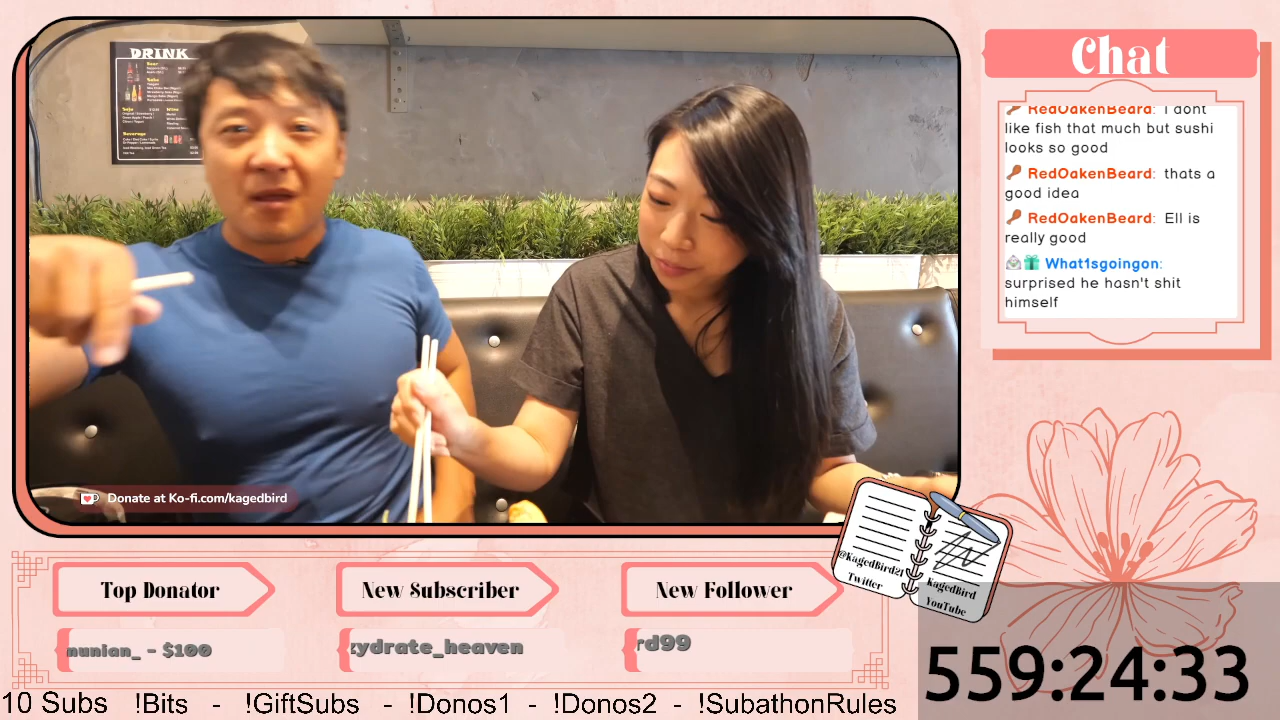 DRINK
Donate at Ko-fi.com/kagedbird
Chat
RedOakenBeard: I dont
like fish that much but sushi
looks so good
RedOakenBeard: thats a
good idea
RedOakenBeard: Ell is
really good
What1sgoingon:
surprised he hasn't shit
himself
@KagedBird21
Twitter
KagedBird
YouTube
Top Donator
New Subscriber
New Follower
munian_ - $100
kydrate_heaven
rd99
559:24:33
10 Subs !Bits - !GiftSubs - !Donos1 - !Donos2 - !SubathonRules